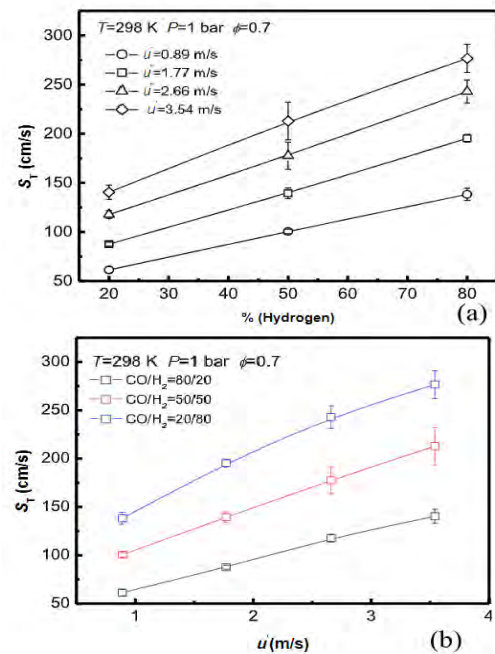 T=298 K P=1 bar ϕ=0.7
u'=0.89 m/s
u'=1.77 m/s
u'=2.66 m/s
u'=3.54 m/s
300
250
200
150
100
50
S_T (cm/s)
20 30 40 50 60 70 80
% (Hydrogen)
(a)
T=298 K P=1 bar ϕ=0.7
CO/H₂=80/20
CO/H₂=50/50
CO/H₂=20/80
300
250
200
150
100
50
S_T (cm/s)
1 2 3 4
u'(m/s)
(b)